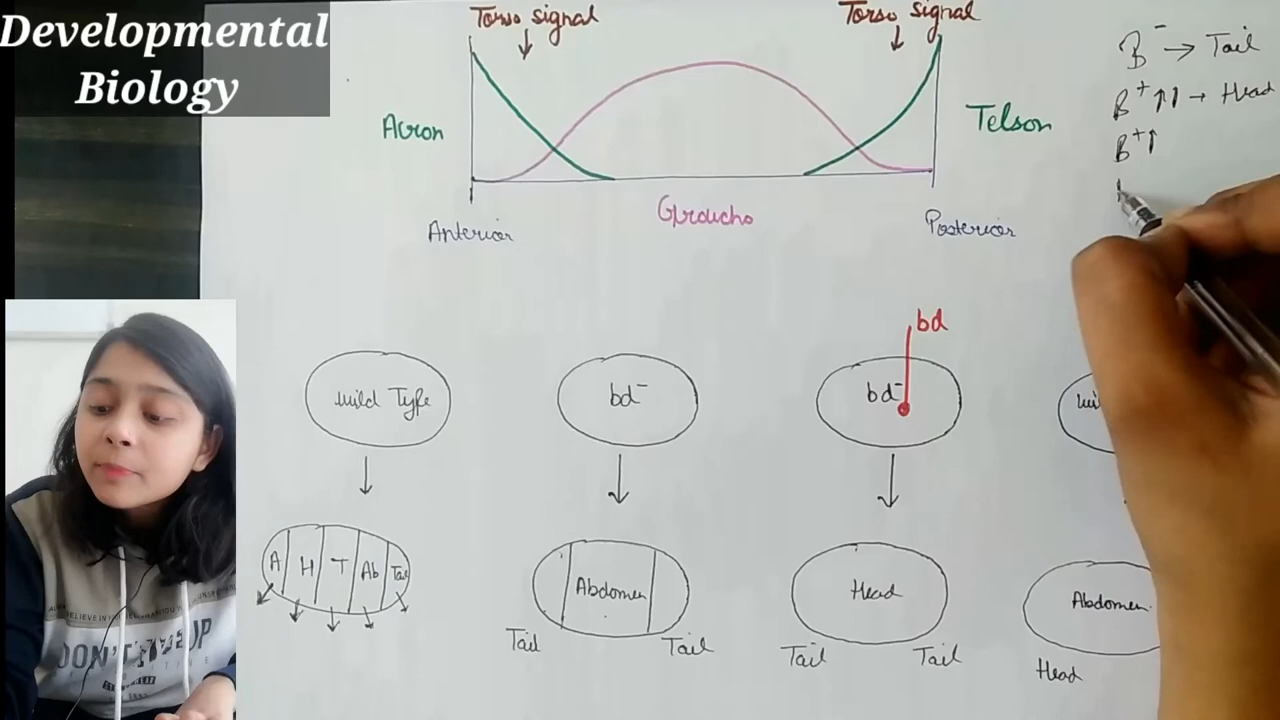 Developmental
Biology
Torso signal
Torso signal
Acron
Telson
Groucho
Anterior
Posterior
B⁻ → Tail
B⁺ ↑↑ → Head
B⁺↑
bd
wild Type
bd⁻
bd⁻
A H T Ab Tail
Abdomen
Tail Tail
Head
Tail Tail
Abdomen
Head
DON'T